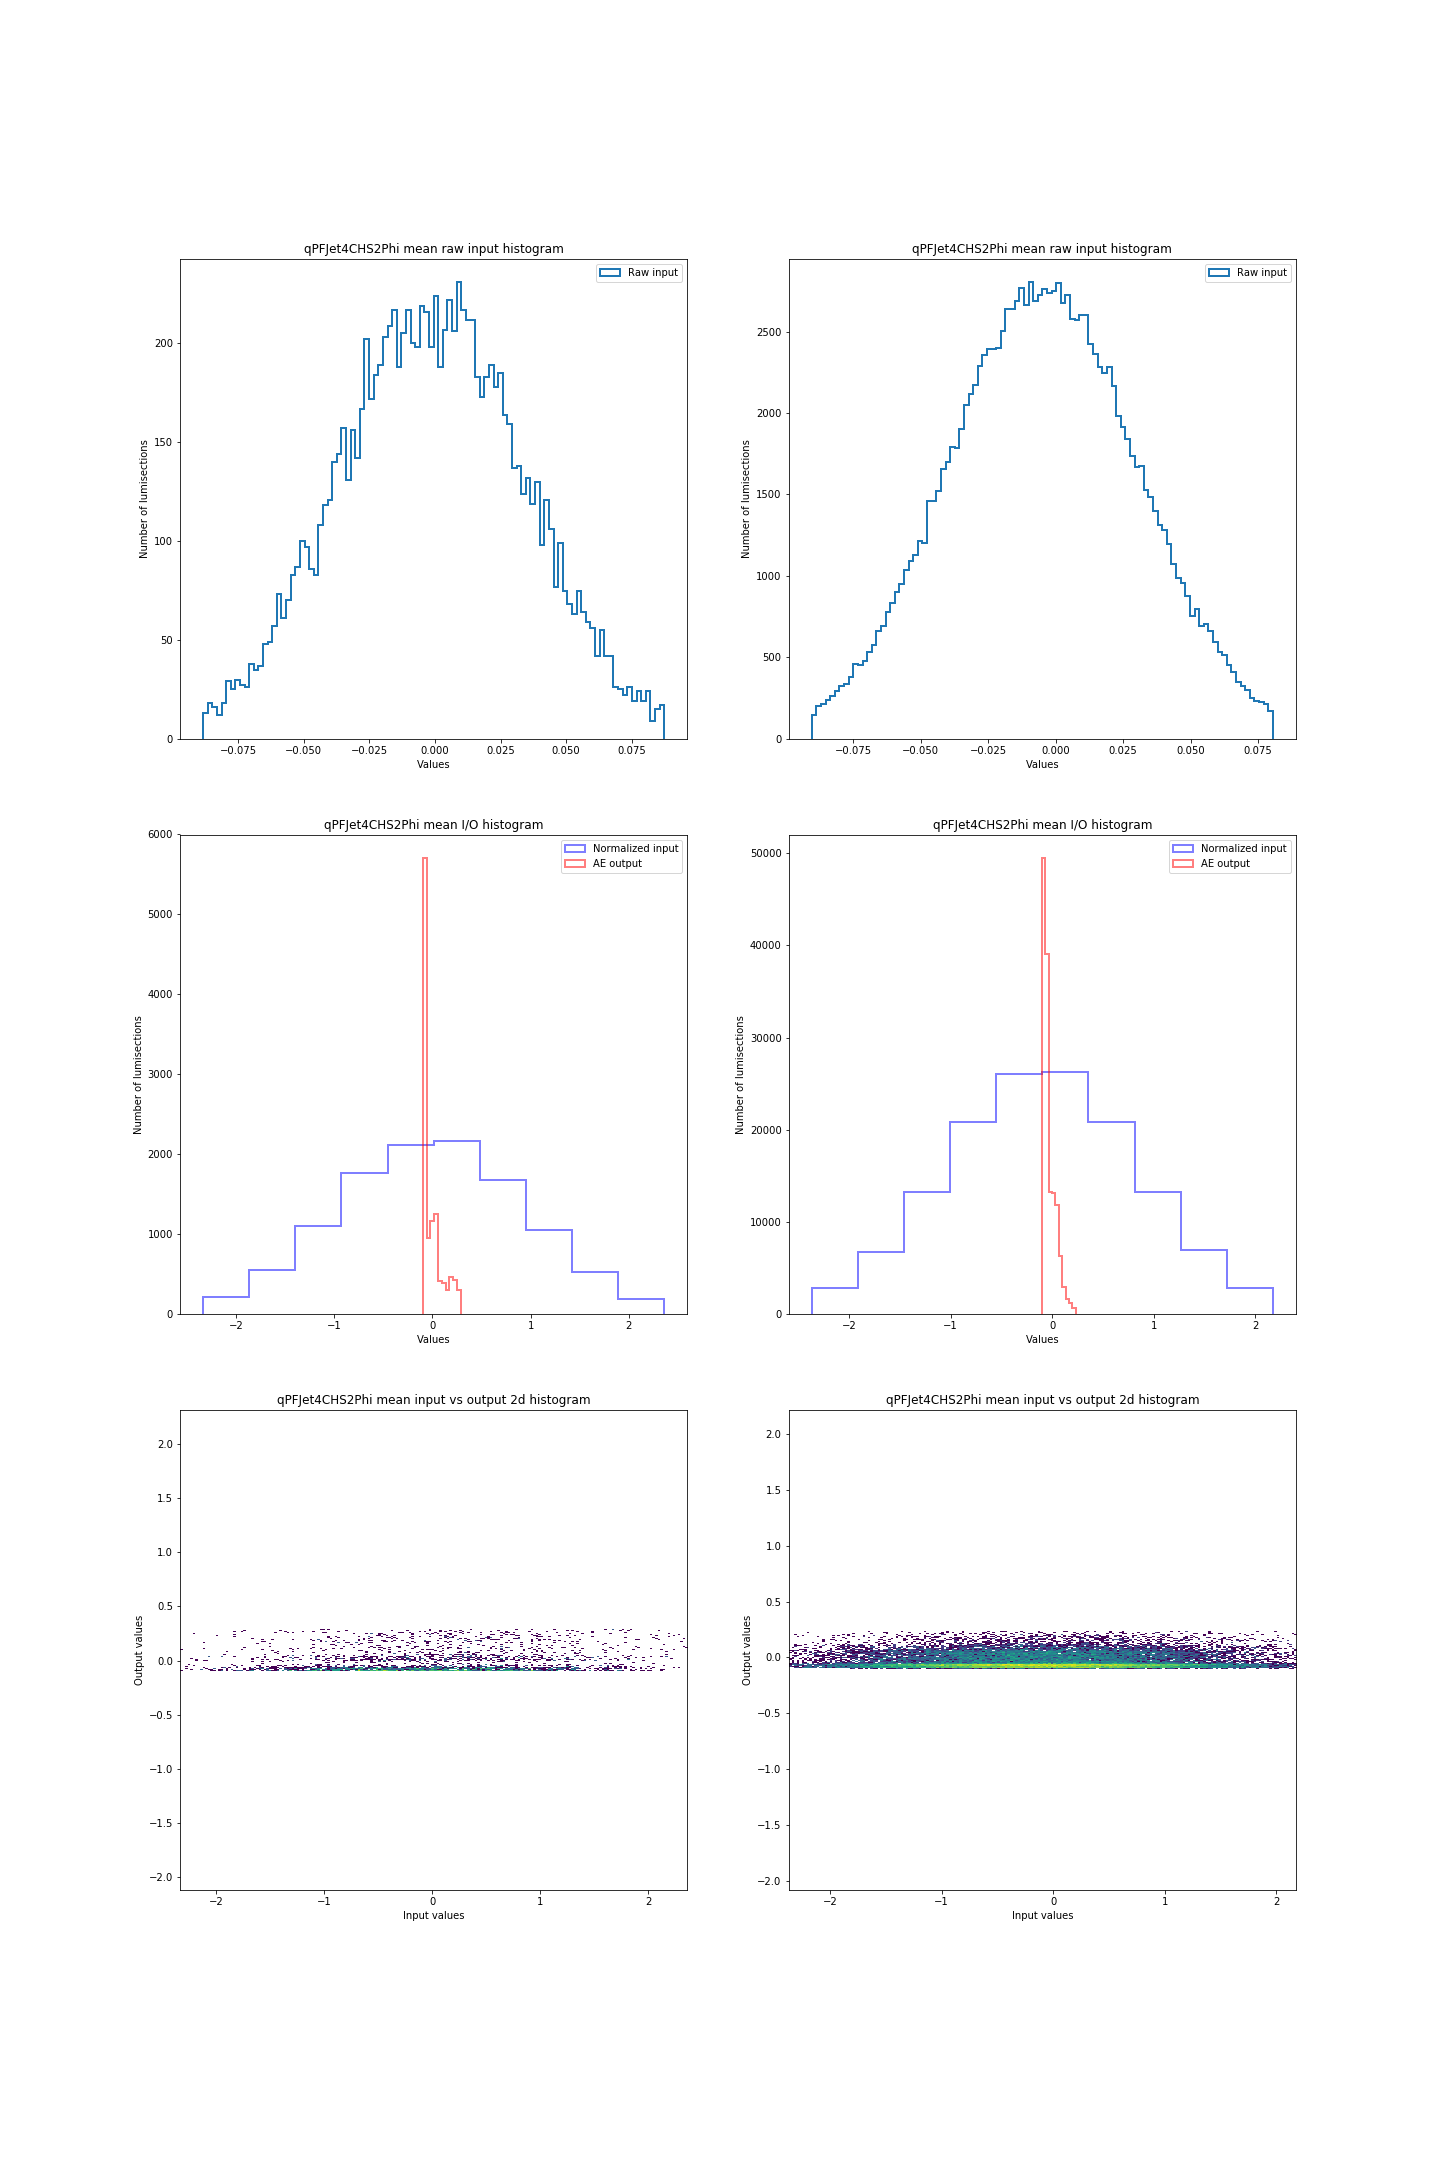 qPFJet4CHS2Phi mean raw input histogram
Raw input
Number of lumisections
200
150
100
50
0
−0.075 −0.050 −0.025 0.000 0.025 0.050 0.075
Values
qPFJet4CHS2Phi mean raw input histogram
Raw input
Number of lumisections
2500
2000
1500
1000
500
0
−0.075 −0.050 −0.025 0.000 0.025 0.050 0.075
Values
qPFJet4CHS2Phi mean I/O histogram
Normalized input
AE output
Number of lumisections
6000
5000
4000
3000
2000
1000
0
−2 −1 0 1 2
Values
qPFJet4CHS2Phi mean I/O histogram
Normalized input
AE output
Number of lumisections
50000
40000
30000
20000
10000
0
−2 −1 0 1 2
Values
qPFJet4CHS2Phi mean input vs output 2d histogram
Output values
2.0
1.5
1.0
0.5
0.0
−0.5
−1.0
−1.5
−2.0
−2 −1 0 1 2
Input values
qPFJet4CHS2Phi mean input vs output 2d histogram
Output values
2.0
1.5
1.0
0.5
0.0
−0.5
−1.0
−1.5
−2.0
−2 −1 0 1 2
Input values